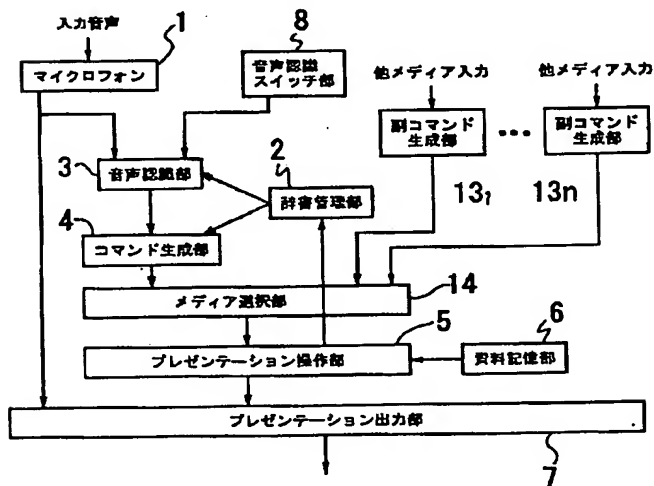 入力音声
1
マイクロフォン
8
音声認識
スイッチ部
他メディア入力
他メディア入力
副コマンド
生成部
•••
副コマンド
生成部
3
音声認識部
2
辞書管理部
13₁
13n
4
コマンド生成部
メディア選択部
14
5
プレゼンテーション操作部
6
資料記憶部
プレゼンテーション出力部
7